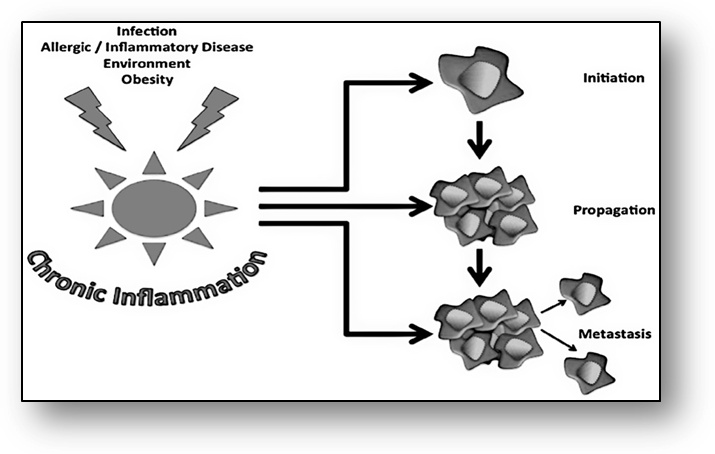 Infection
Allergic / Inflammatory Disease
Environment
Obesity
Chronic Inflammation
Initiation
Propagation
Metastasis